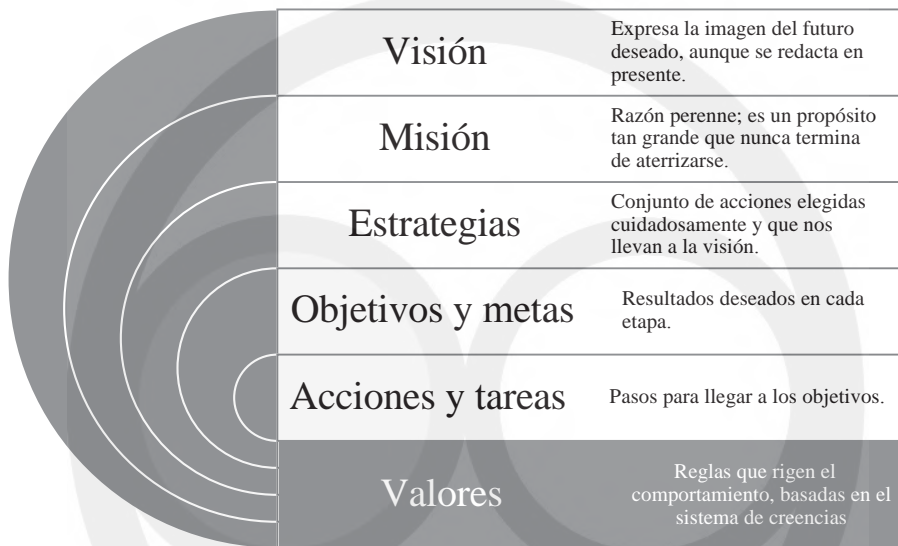 Visión
Expresa la imagen del futuro
deseado, aunque se redacta en
presente.
Misión
Razón perenne; es un propósito
tan grande que nunca termina
de aterrizarse.
Estrategias
Conjunto de acciones elegidas
cuidadosamente y que nos
llevan a la visión.
Objetivos y metas
Resultados deseados en cada
etapa.
Acciones y tareas
Pasos para llegar a los objetivos.
Valores
Reglas que rigen el
comportamiento, basadas en el
sistema de creencias